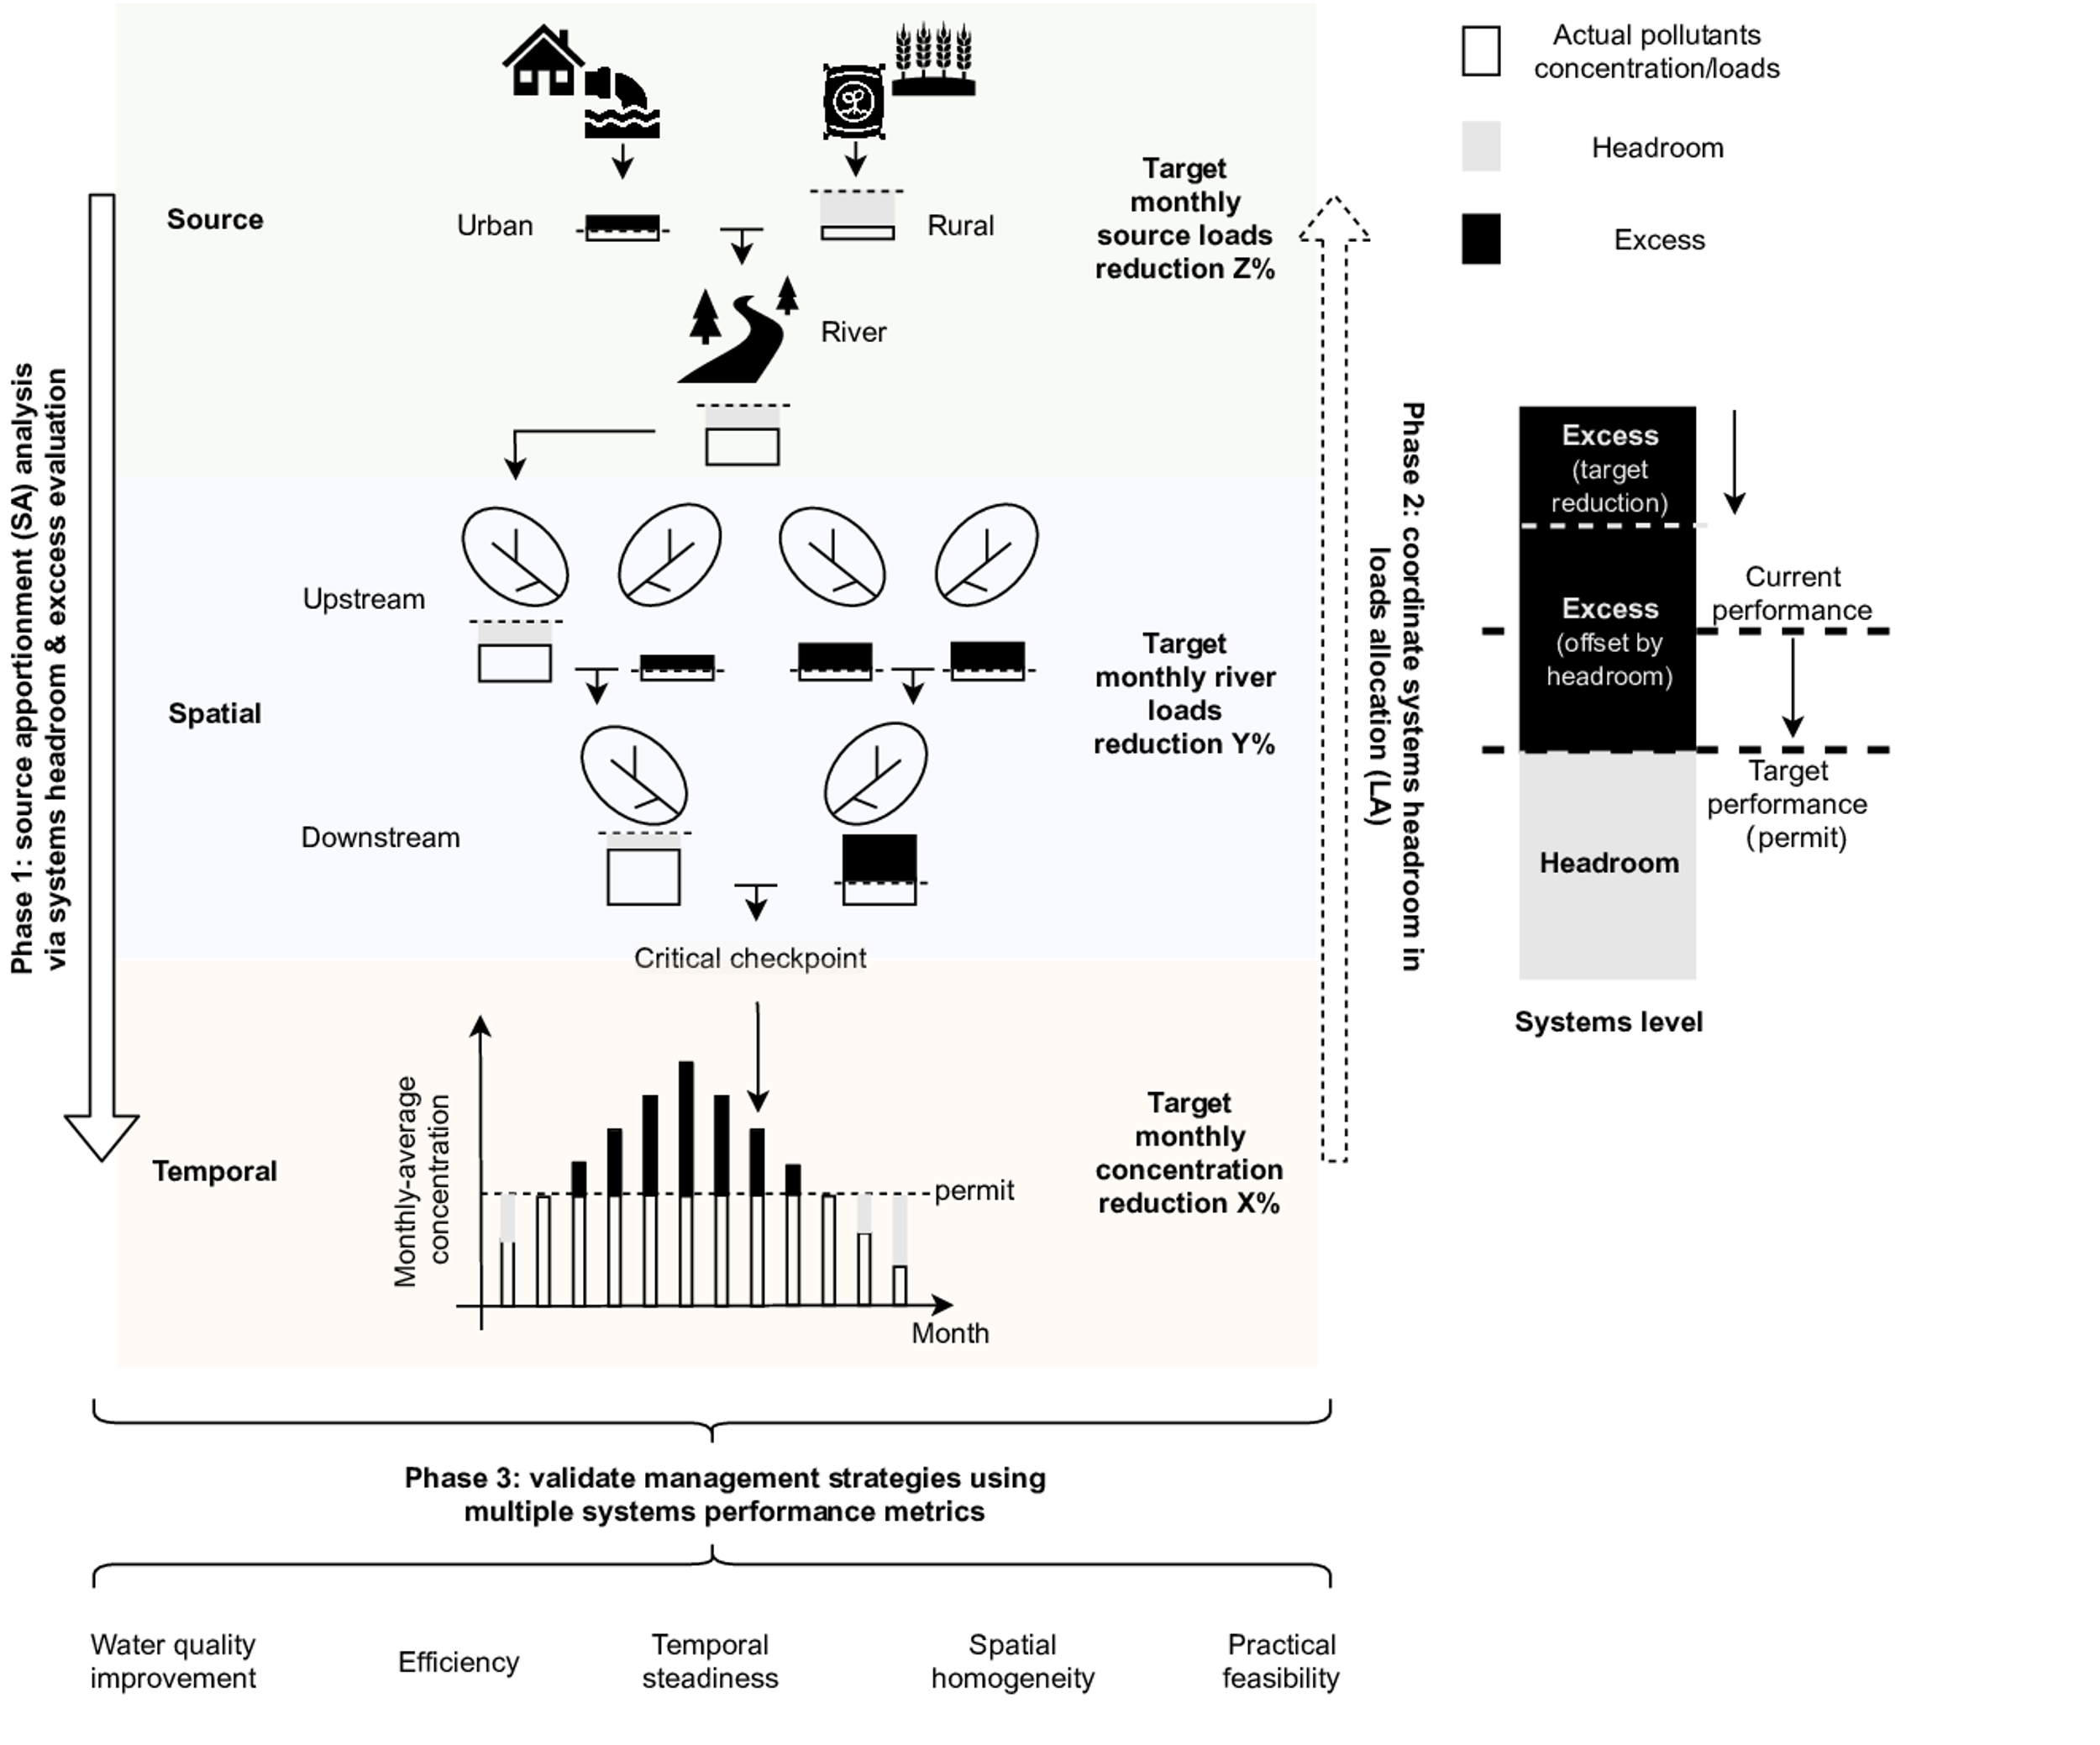 Actual pollutants
concentration/loads
Headroom
Excess
Phase 1: source apportionment (SA) analysis
via systems headroom & exccess evaluation
Source
Urban
Rural
River
Target
monthly
source loads
reduction Z%
Spatial
Upstream
Downstream
Critical checkpoint
Target
monthly river
loads
reduction Y%
Temporal
Monthly-average
concentration
permit
Month
Target
monthly
concentration
reduction X%
Phase 2: coordinate systems headroom in
loads allocation (LA)
Excess
(target
reduction)
Excess
(offset by
headroom)
Headroom
Current
performance
Target
performance
(permit)
Systems level
Phase 3: validate management strategies using
multiple systems performance metrics
Water quality
improvement
Efficiency
Temporal
steadiness
Spatial
homogeneity
Practical
feasibility